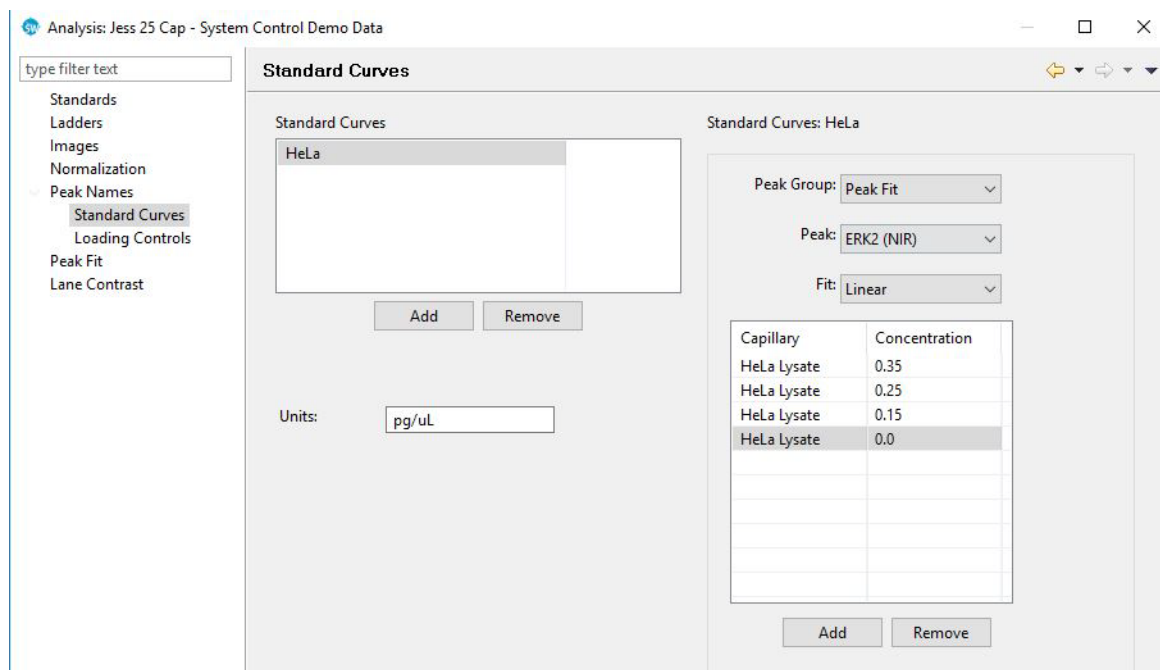 Analysis: Jess 25 Cap - System Control Demo Data
type filter text
Standards
Ladders
Images
Normalization
Peak Names
Standard Curves
Loading Controls
Peak Fit
Lane Contrast
Standard Curves
Standard Curves
HeLa
Add Remove
Units: pg/uL
Standard Curves: HeLa
Peak Group: Peak Fit
Peak: ERK2 (NIR)
Fit: Linear
Capillary Concentration
HeLa Lysate 0.35
HeLa Lysate 0.25
HeLa Lysate 0.15
HeLa Lysate 0.0
Add Remove